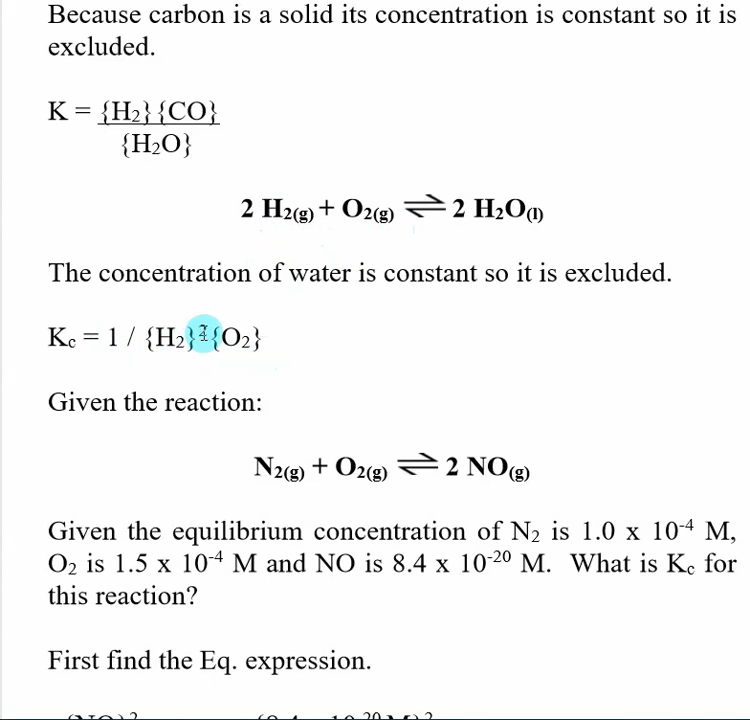 Because carbon is a solid its concentration is constant so it is
excluded.
K = {H₂}{CO}
{H₂O}
2 H₂(g) + O₂(g) ⇌ 2 H₂O(l)
The concentration of water is constant so it is excluded.
Kc = 1 / {H₂} {O₂}
Given the reaction:
N₂(g) + O₂(g) ⇌ 2 NO(g)
Given the equilibrium concentration of N₂ is 1.0 x 10⁻⁴ M,
O₂ is 1.5 x 10⁻⁴ M and NO is 8.4 x 10⁻²⁰ M. What is Kc for
this reaction?
First find the Eq. expression.